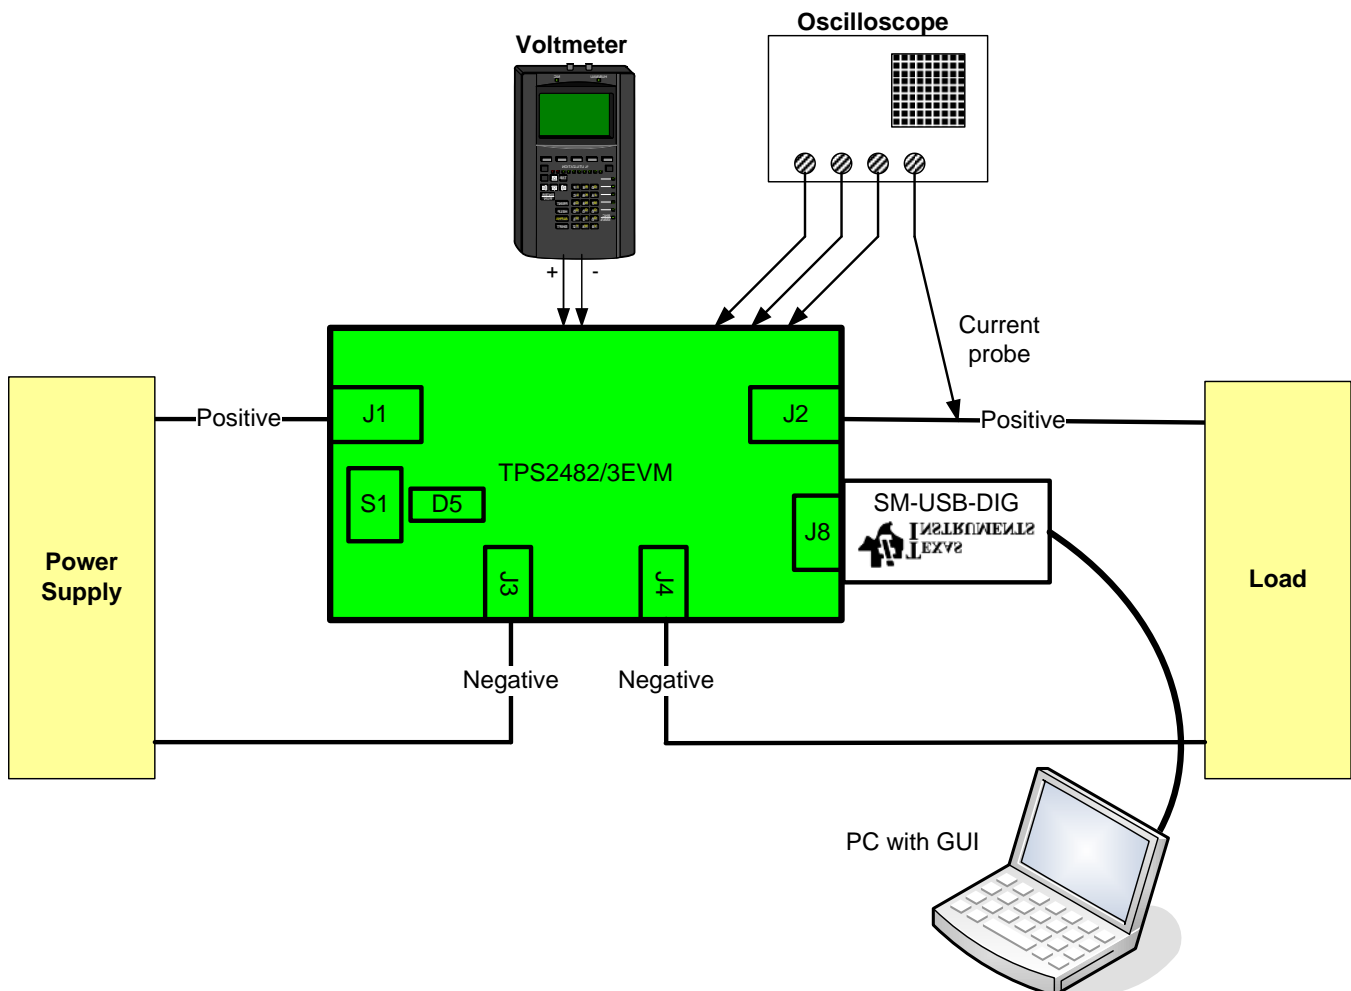 Oscilloscope
Voltmeter
+ -
Current
probe
Positive
J1
J2
Positive
TPS2482/3EVM
S1
D5
J8
SM-USB-DIG
TEXAS
INSTRUMENTS
Power
Supply
J3
J4
Load
Negative
Negative
PC with GUI